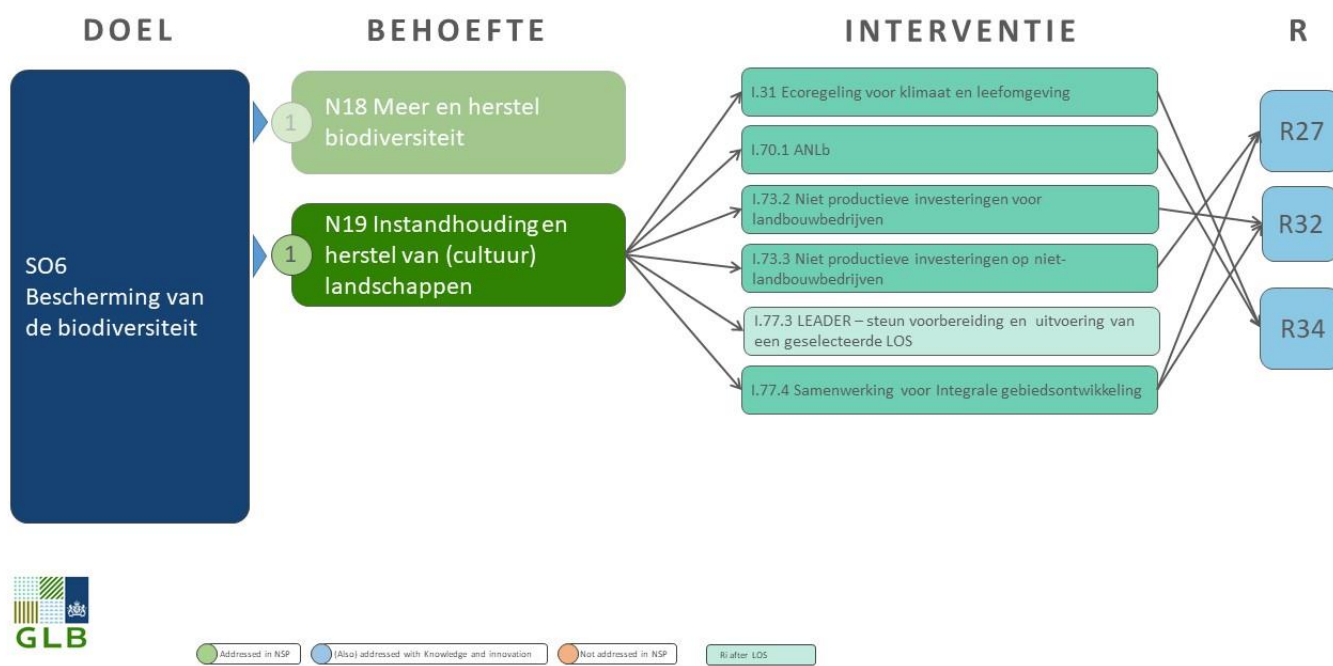 DOEL
BEHOEFTE
INTERVENTIE
R
SO6
Bescherming van
de biodiversiteit
1
N18 Meer en herstel
biodiversiteit
1
N19 Instandhouding en
herstel van (cultuur)
landschappen
I.31 Ecoregeling voor klimaat en leefomgeving
I.70.1 ANLb
I.73.2 Niet productieve investeringen voor
landbouwbedrijven
I.73.3 Niet productieve investeringen op niet-
landbouwbedrijven
I.77.3 LEADER – steun voorbereiding en uitvoering van
een geselecteerde LOS
I.77.4 Samenwerking voor Integrale gebiedsontwikkeling
R27
R32
R34
GLB
Addressed in NSP
(Also) addressed with Knowledge and innovation
Not addressed in NSP
Ri after LOS